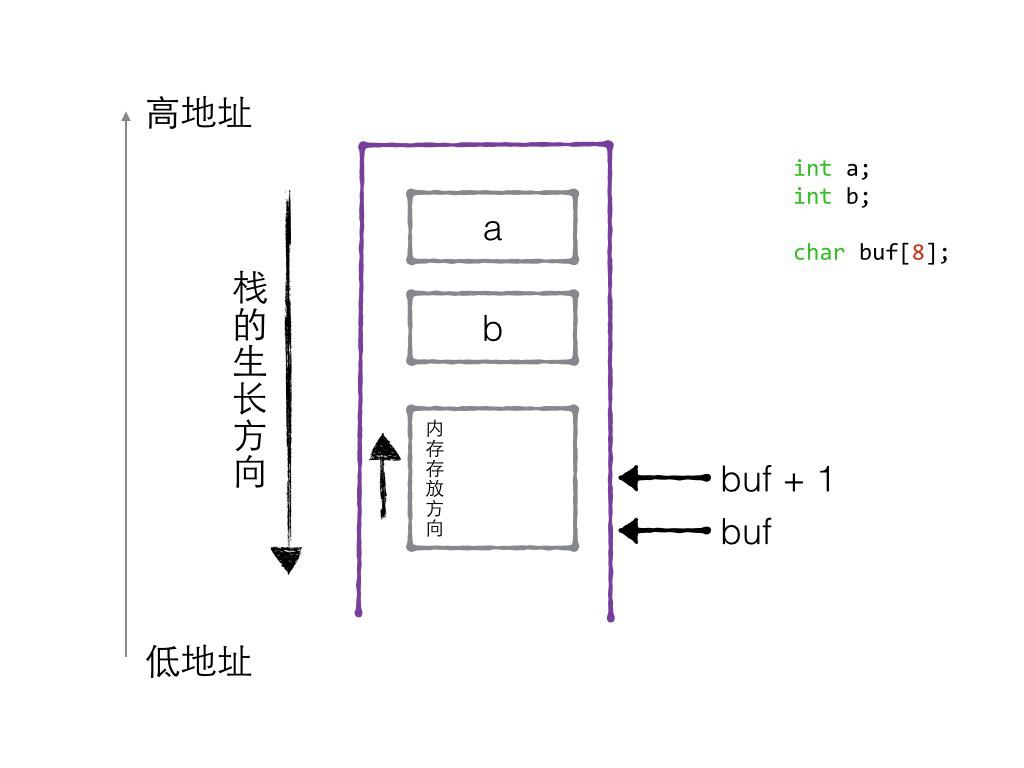 高地址
int a;
int b;
char buf[8];
a
栈的生长方向
b
内存存放方向
buf + 1
buf
低地址